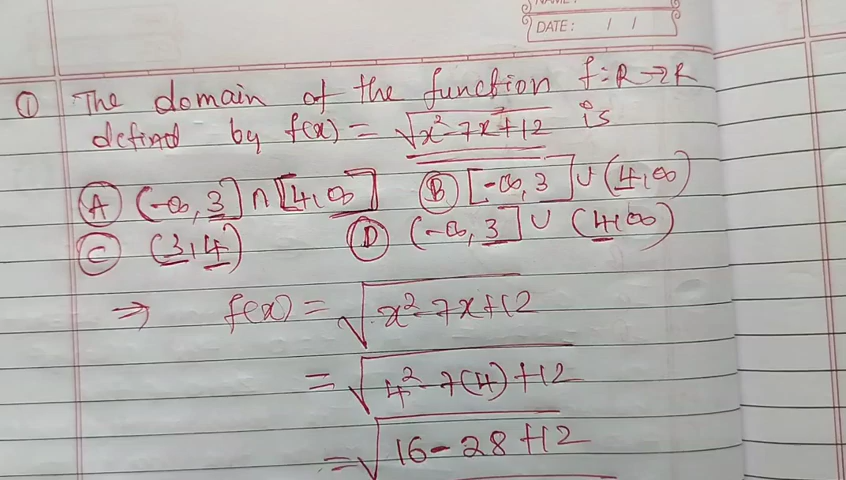 DATE: / /
① The domain of the function f:R→R
defined by f(x) = √x²-7x+12 is
Ⓐ (-∞, 3] ∩ [4,∞] Ⓑ [-∞, 3] ∪ (4,∞)
Ⓒ (3,4) Ⓓ (-∞, 3] ∪ (4,∞)
⇒ f(x) = √x²-7x+12
= √4²-7(4)+12
= √16-28+12